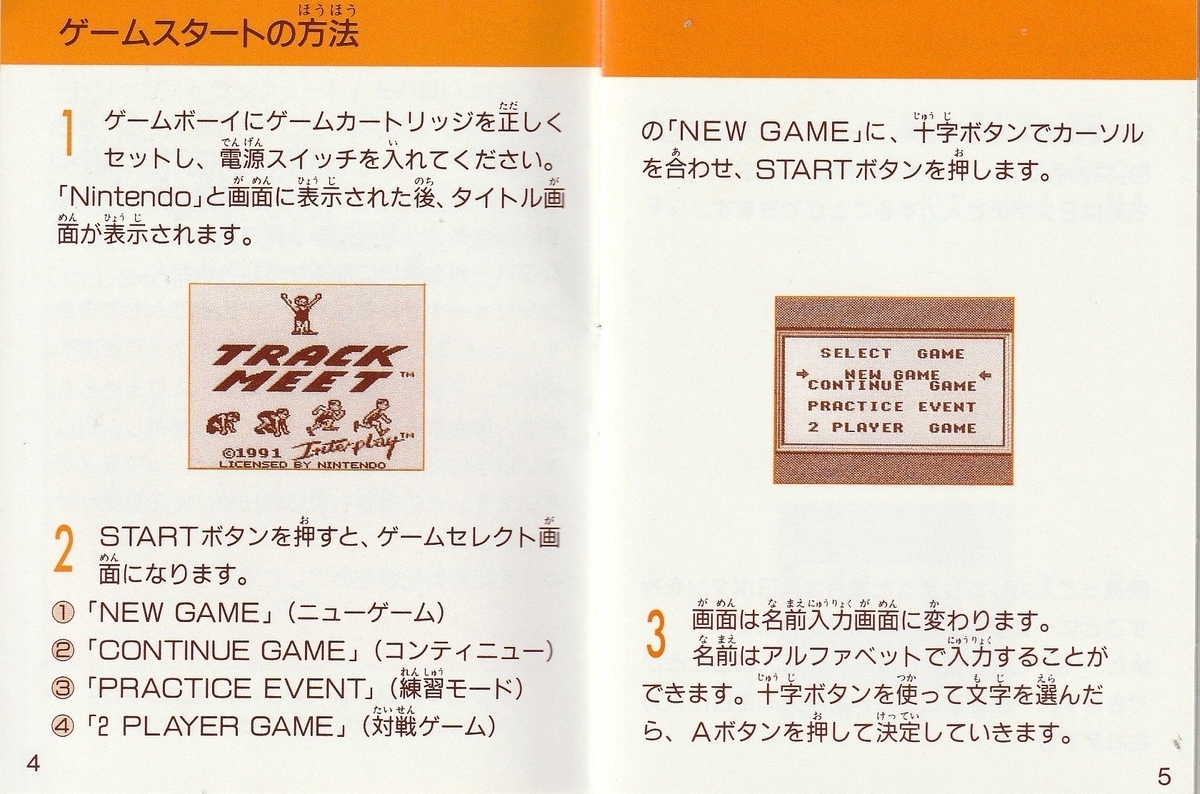 ゲームスタートの方法
1 ゲームボーイにゲームカートリッジを正しく
セットし、電源スイッチを入れてください。
「Nintendo」と画面に表示された後、タイトル画
面が表示されます。
TRACK
MEET™
©1991 Interplay™
LICENSED BY NINTENDO
2 STARTボタンを押すと、ゲームセレクト画
面になります。
①「NEW GAME」（ニューゲーム）
②「CONTINUE GAME」（コンティニュー）
③「PRACTICE EVENT」（練習モード）
④「2 PLAYER GAME」（対戦ゲーム）
4
の「NEW GAME」に、十字ボタンでカーソル
を合わせ、STARTボタンを押します。
SELECT GAME
→ NEW GAME ←
CONTINUE GAME
PRACTICE EVENT
2 PLAYER GAME
3 画面は名前入力画面に変わります。
名前はアルファベットで入力することが
できます。十字ボタンを使って文字を選んだ
ら、Aボタンを押して決定していきます。
5